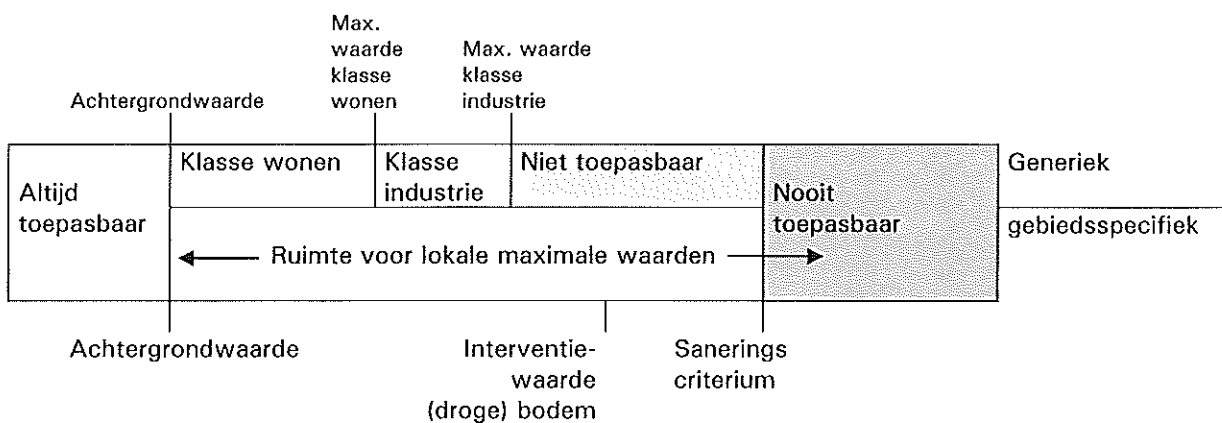 Max.
waarde
klasse
wonen
Max. waarde
klasse
industrie
Achtergrondwaarde
Altijd
toepasbaar
Klasse wonen
Klasse
industrie
Niet toepasbaar
Nooit
toepasbaar
Generiek
gebiedsspecifiek
Ruimte voor lokale maximale waarden
Achtergrondwaarde
Interventie-
waarde
(droge) bodem
Sanerings
criterium